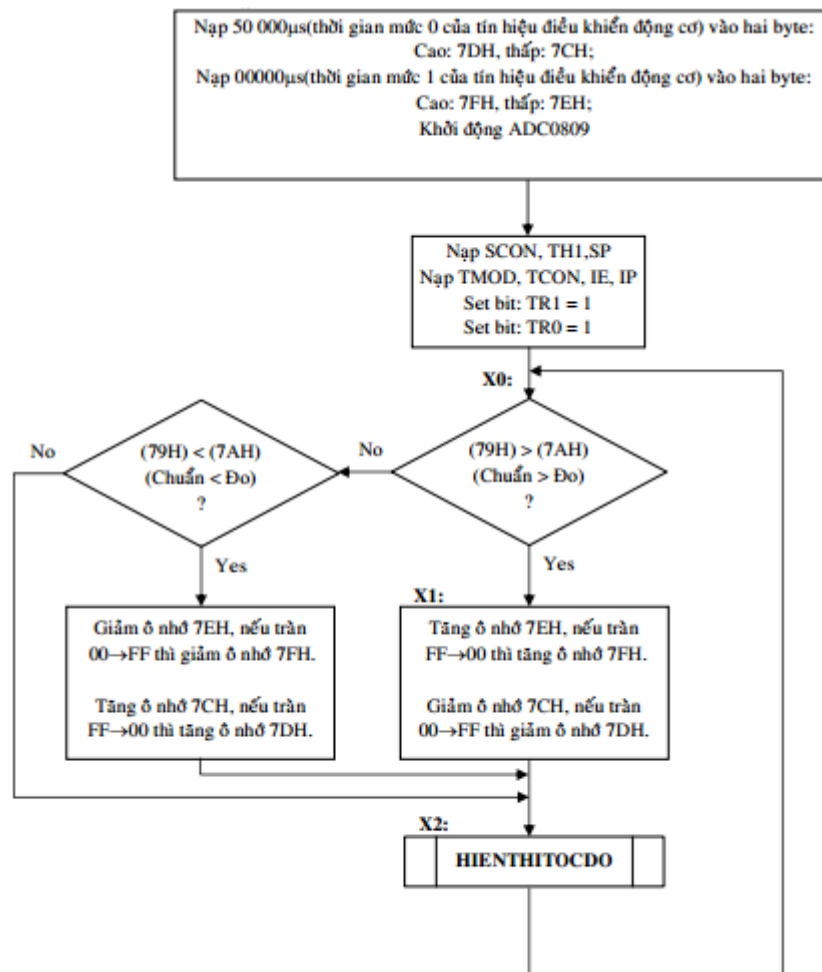 Nạp 50 000µs(thời gian mức 0 của tín hiệu điều khiển động cơ) vào hai byte:
Cao: 7DH, thấp: 7CH;
Nạp 00000µs(thời gian mức 1 của tín hiệu điều khiển động cơ) vào hai byte:
Cao: 7FH, thấp: 7EH;
Khởi động ADC0809
Nạp SCON, TH1,SP
Nạp TMOD, TCON, IE, IP
Set bit: TR1 = 1
Set bit: TR0 = 1
X0:
(79H) > (7AH)
(Chuẩn > Đo)
?
No
Yes
(79H) < (7AH)
(Chuẩn < Đo)
?
No
Yes
Giảm ô nhớ 7EH, nếu tràn
00→FF thì giảm ô nhớ 7FH.
Tăng ô nhớ 7CH, nếu tràn
FF→00 thì tăng ô nhớ 7DH.
X1:
Tăng ô nhớ 7EH, nếu tràn
FF→00 thì tăng ô nhớ 7FH.
Giảm ô nhớ 7CH, nếu tràn
00→FF thì giảm ô nhớ 7DH.
X2:
HIENTHITOCDO